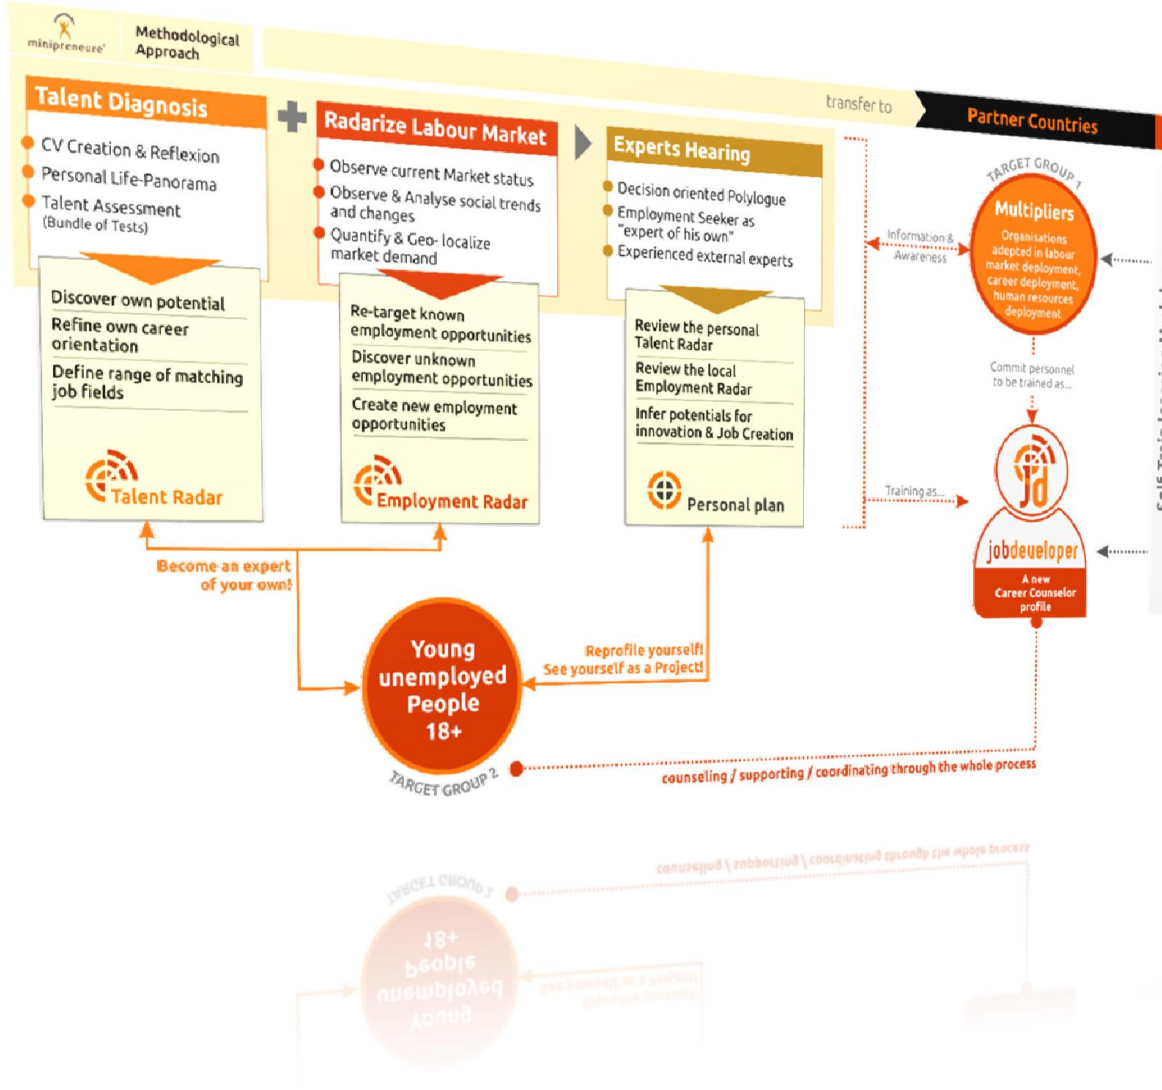 minipreneure®
Methodological
Approach
transfer to
Partner Countries
Talent Diagnosis
CV Creation & Reflexion
Personal Life-Panorama
Talent Assessment
(Bundle of Tests)
Discover own potential
Refine own career
orientation
Define range of matching
job fields
Talent Radar
Radarize Labour Market
Observe current Market status
Observe & Analyse social trends
and changes
Quantify & Geo- localize
market demand
Re-target known
employment opportunities
Discover unknown
employment opportunities
Create new employment
opportunities
Employment Radar
Experts Hearing
Decision oriented Polylogue
Employment Seeker as
"expert of his own"
Experienced external experts
Review the personal
Talent Radar
Review the local
Employment Radar
Infer potentials for
innovation & Job Creation
Personal plan
Information &
Awareness
TARGET GROUP 1
Multipliers
Organisations
adepted in labour
market deployment,
career deployment,
human resources
deployment
Commit personnel
to be trained as...
Training as...
jd
jobdeveloper
A new
Career Counselor
profile
Become an expert
of your own!
Young
unemployed
People
18+
TARGET GROUP 2
Reprofile yourself!
See yourself as a Project!
counseling / supporting / coordinating through the whole process